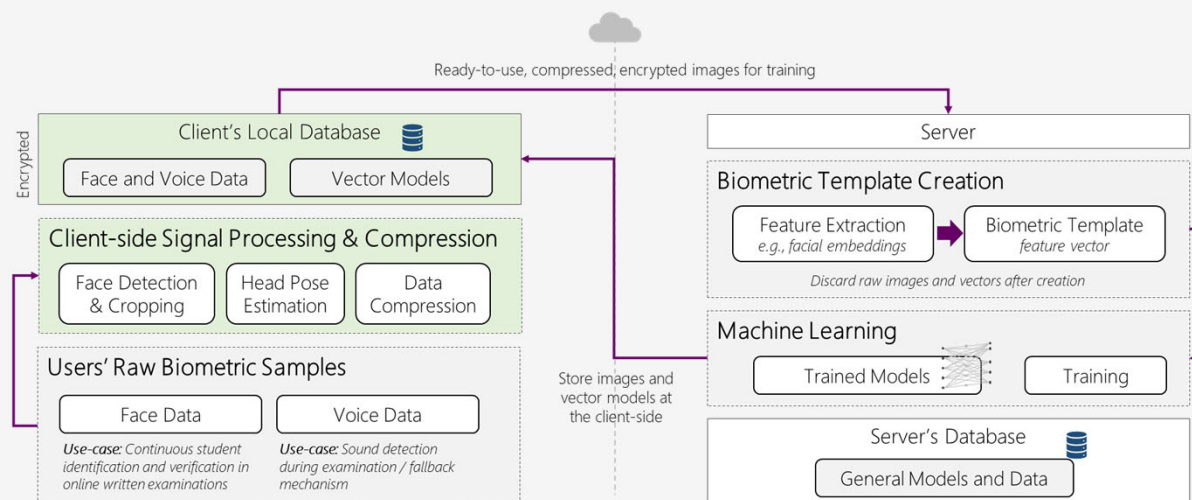 Ready-to-use, compressed, encrypted images for training
Encrypted
Client's Local Database
Face and Voice Data
Vector Models
Client-side Signal Processing & Compression
Face Detection
& Cropping
Head Pose
Estimation
Data
Compression
Users' Raw Biometric Samples
Face Data
Voice Data
Use-case: Continuous student
identification and verification in
online written examinations
Use-case: Sound detection
during examination / fallback
mechanism
Store images and
vector models at
the client-side
Server
Biometric Template Creation
Feature Extraction
e.g., facial embeddings
Biometric Template
feature vector
Discard raw images and vectors after creation
Machine Learning
Trained Models
Training
Server's Database
General Models and Data